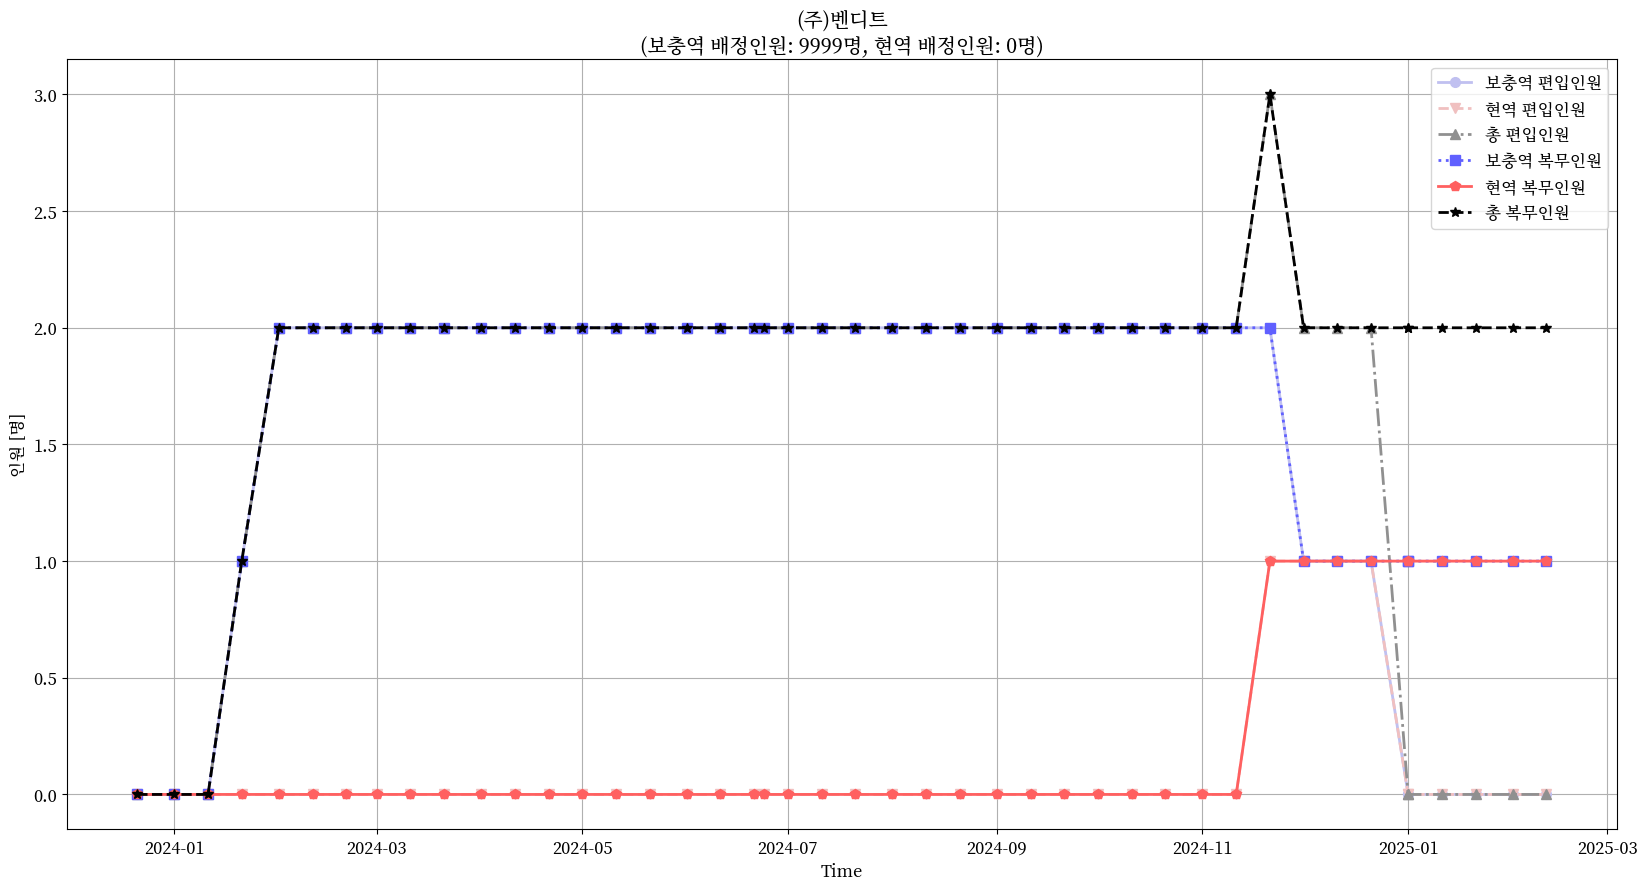 (주)벤디트
(보충역 배정인원: 9999명, 현역 배정인원: 0명)
보충역 편입인원
현역 편입인원
총 편입인원
보충역 복무인원
현역 복무인원
총 복무인원
3.0
2.5
2.0
1.5
1.0
0.5
0.0
인원 [명]
2024-01 2024-03 2024-05 2024-07 2024-09 2024-11 2025-01 2025-03
Time